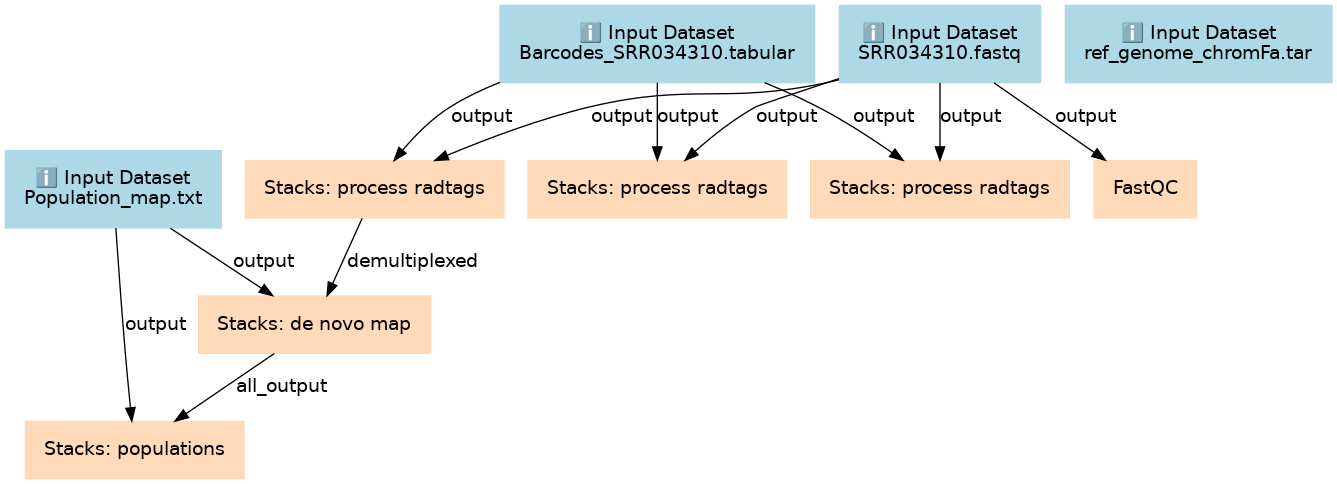 ℹ️ Input Dataset
Barcodes_SRR034310.tabular
ℹ️ Input Dataset
SRR034310.fastq
ℹ️ Input Dataset
ref_genome_chromFa.tar
output
output
output
output
output
output
output
ℹ️ Input Dataset
Population_map.txt
Stacks: process radtags
Stacks: process radtags
Stacks: process radtags
FastQC
output
demultiplexed
output
Stacks: de novo map
all_output
Stacks: populations